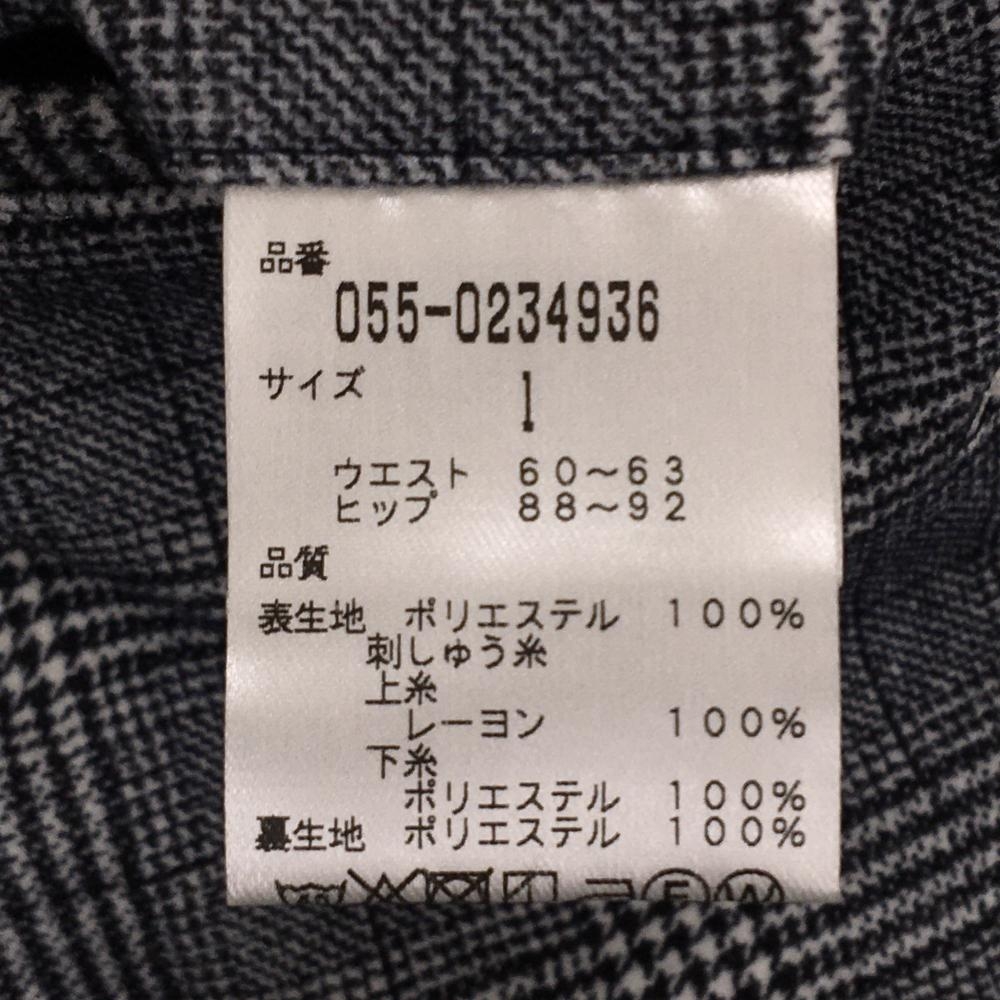 品番
055-0234936
サイズ 1
ウエスト 60〜63
ヒップ 88〜92
品質
表生地 ポリエステル 100%
刺しゅう糸
上糸
レーヨン 100%
下糸
ポリエステル 100%
裏生地 ポリエステル 100%